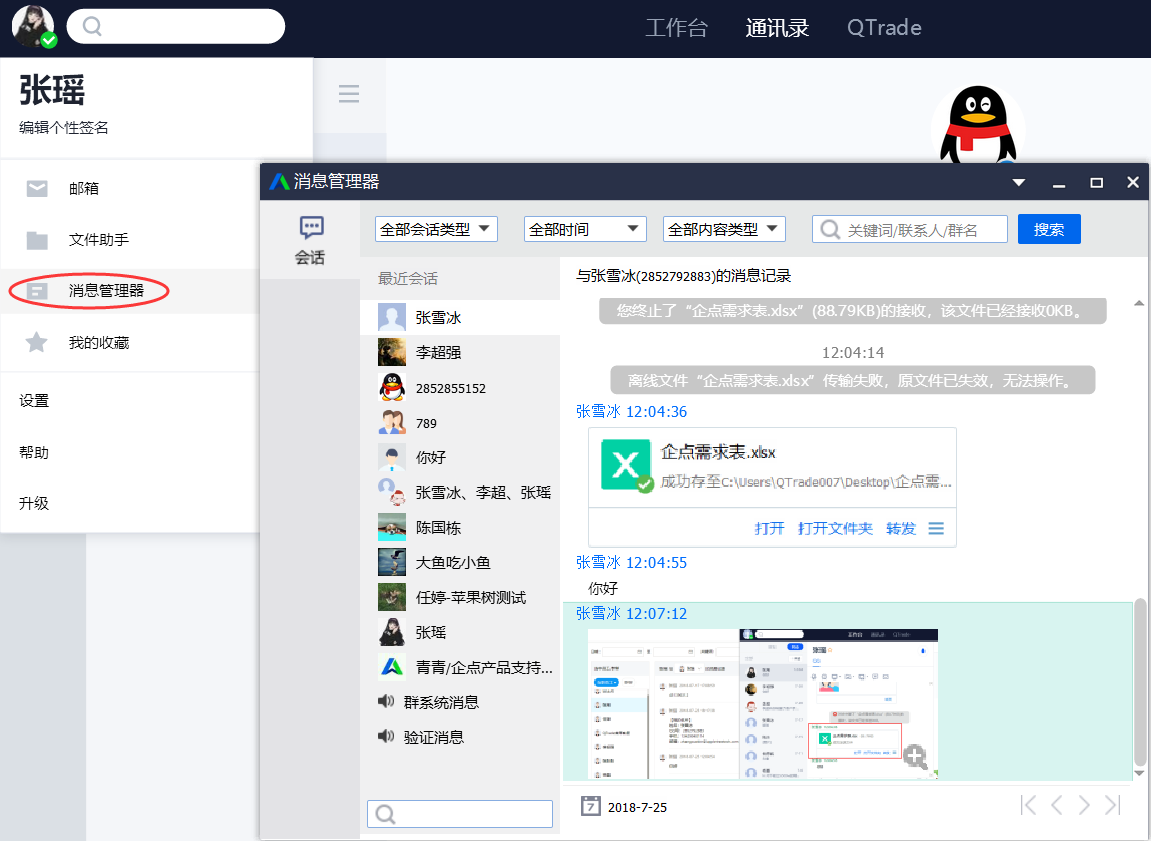 工作台 通讯录 QTrade
张瑶
编辑个性签名
邮箱
文件助手
消息管理器
我的收藏
设置
帮助
升级
消息管理器
会话
全部会话类型 全部时间 全部内容类型 关键词/联系人/群名 搜索
最近会话
张雪冰
李超强
2852855152
789
你好
张雪冰、李超、张瑶
陈国栋
大鱼吃小鱼
任婷-苹果树测试
张瑶
青青/企点产品支持...
群系统消息
验证消息
与张雪冰(2852792883)的消息记录
您终止了“企点需求表.xlsx”(88.79KB)的接收，该文件已经接收0KB。
12:04:14
离线文件“企点需求表.xlsx”传输失败，原文件已失效，无法操作。
张雪冰 12:04:36
企点需求表.xlsx
成功存至C:\Users\QTrade007\Desktop\企点需...
打开 打开文件夹 转发
张雪冰 12:04:55
你好
张雪冰 12:07:12
工作台 通讯录 QTrade
张瑶
7 2018-7-25